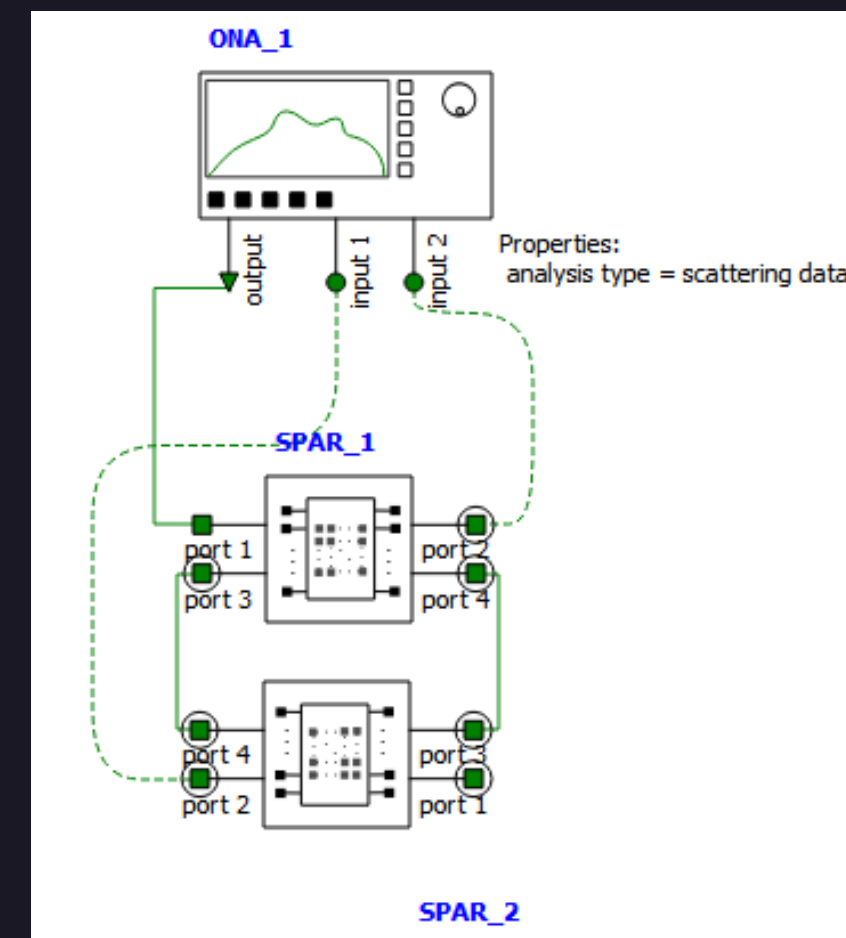 ONA_1
output
input 1
input 2
Properties:
analysis type = scattering data
SPAR_1
port 1
port 2
port 3
port 4
port 4
port 3
port 2
port 1
SPAR_2